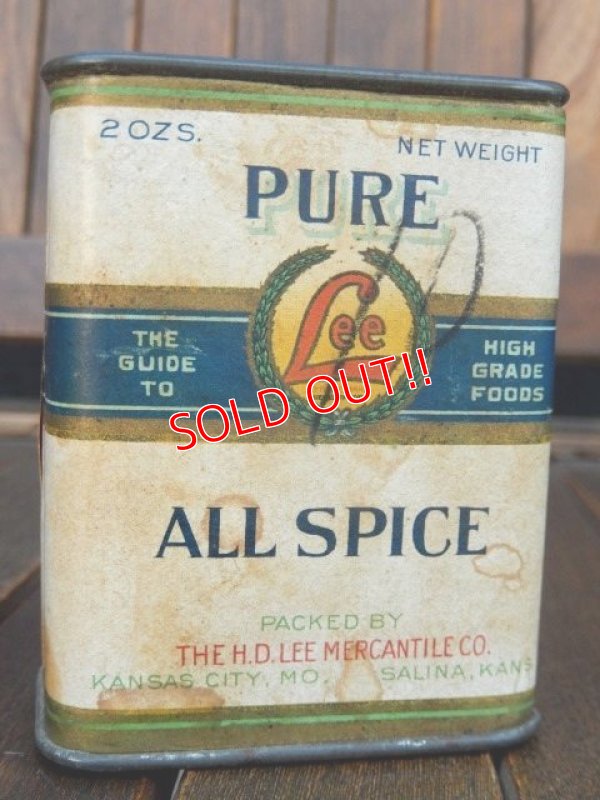 2 OZS. NET WEIGHT
PURE
Lee
THE
GUIDE
TO
HIGH
GRADE
FOODS
SOLD OUT!!
ALL SPICE
PACKED BY
THE H.D. LEE MERCANTILE CO.
KANSAS CITY, MO. SALINA, KANS